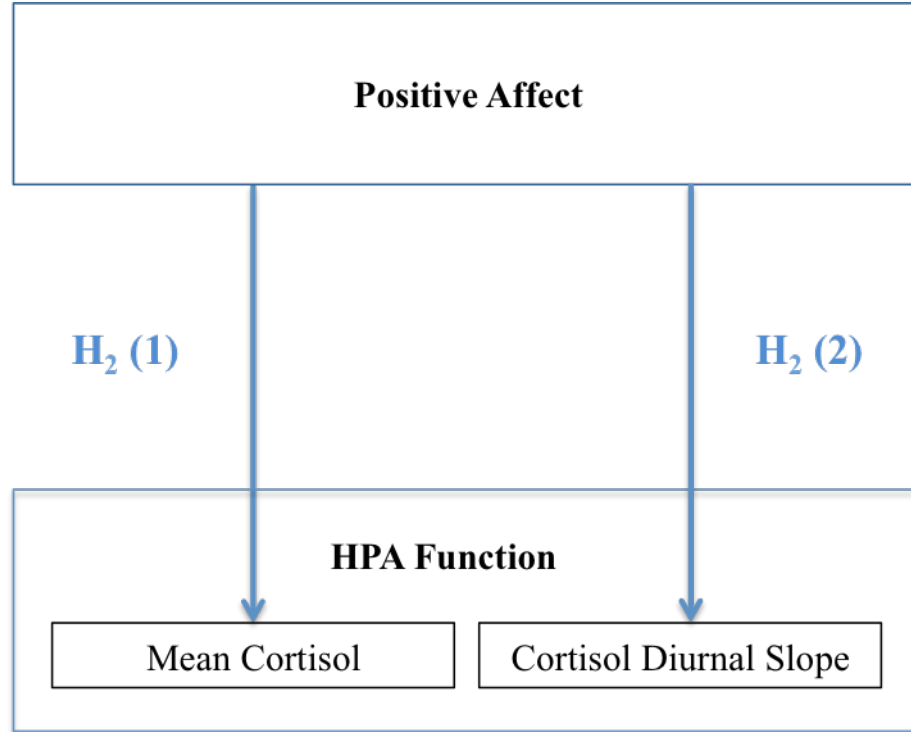 Positive Affect
H₂ (1)
H₂ (2)
HPA Function
Mean Cortisol
Cortisol Diurnal Slope